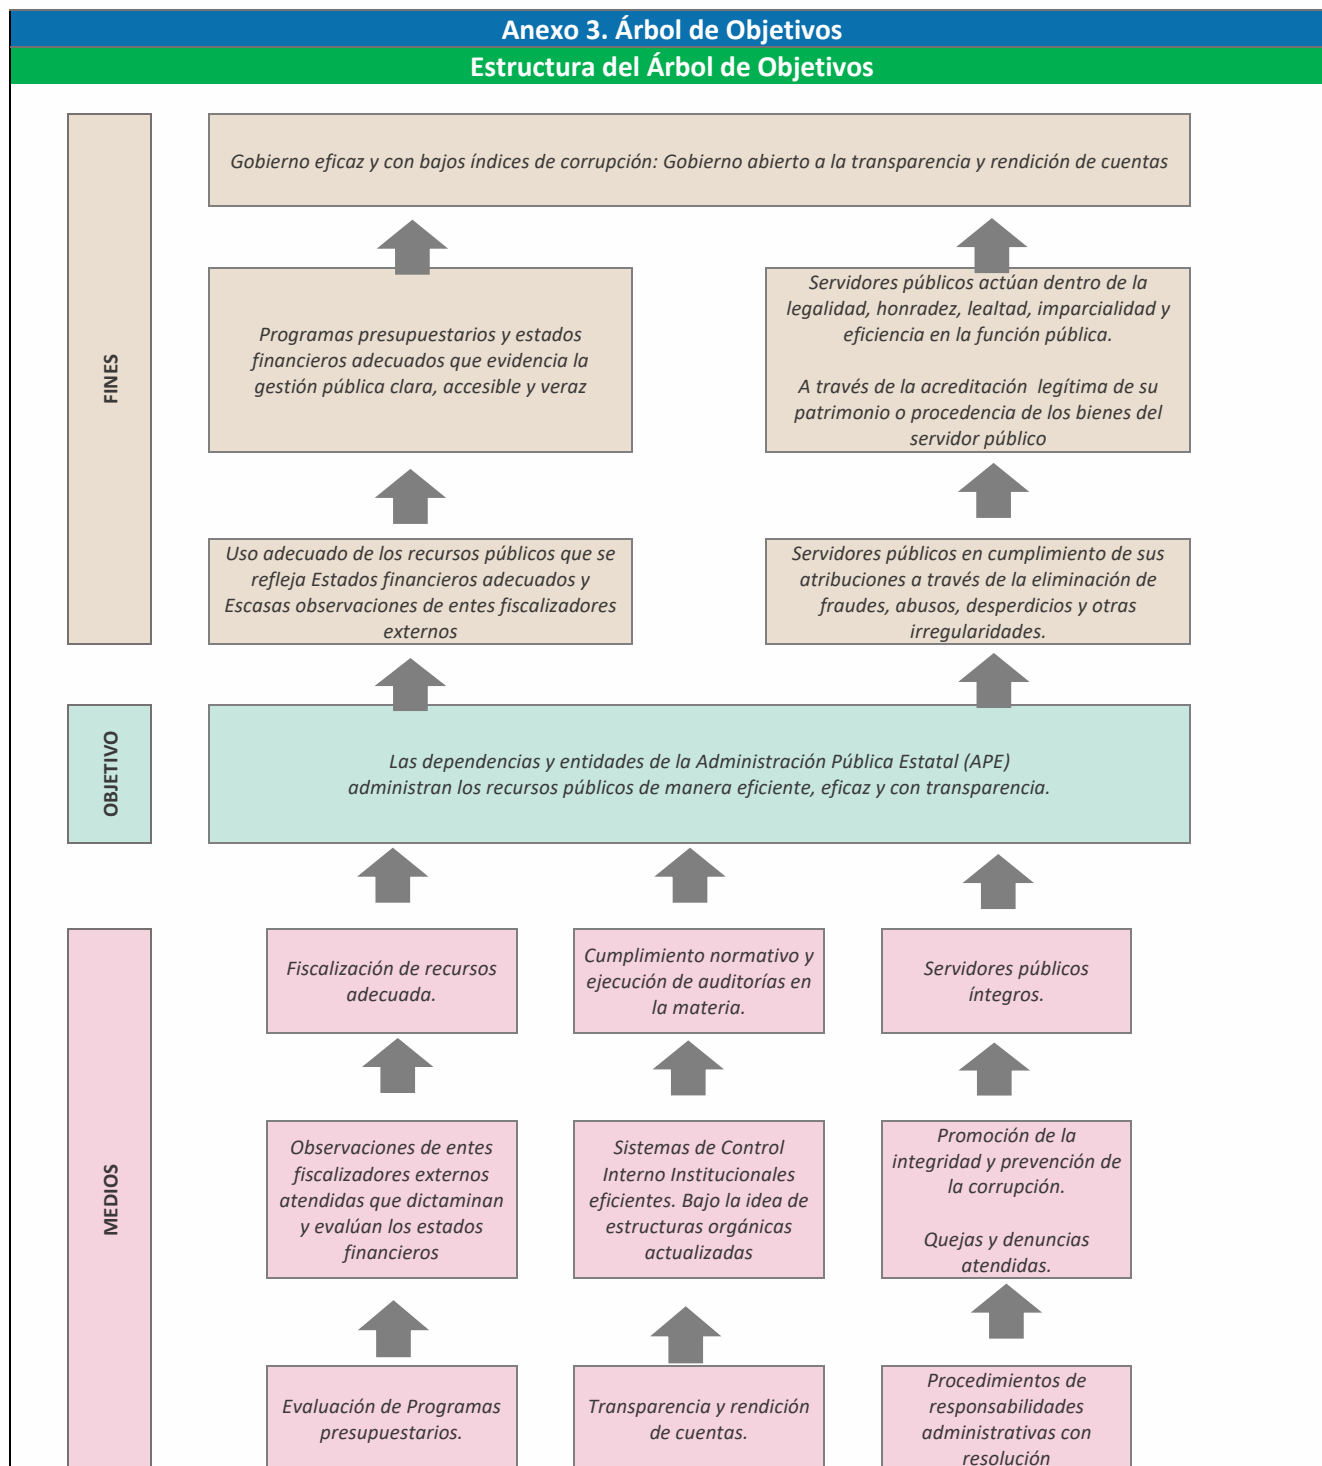 Anexo 3. Árbol de Objetivos
Estructura del Árbol de Objetivos
FINES
Gobierno eficaz y con bajos índices de corrupción: Gobierno abierto a la transparencia y rendición de cuentas
Programas presupuestarios y estados
financieros adecuados que evidencia la
gestión pública clara, accesible y veraz
Servidores públicos actúan dentro de la
legalidad, honradez, lealtad, imparcialidad y
eficiencia en la función pública.
A través de la acreditación legítima de su
patrimonio o procedencia de los bienes del
servidor público
Uso adecuado de los recursos públicos que se
refleja Estados financieros adecuados y
Escasas observaciones de entes fiscalizadores
externos
Servidores públicos en cumplimiento de sus
atribuciones a través de la eliminación de
fraudes, abusos, desperdicios y otras
irregularidades.
OBJETIVO
Las dependencias y entidades de la Administración Pública Estatal (APE)
administran los recursos públicos de manera eficiente, eficaz y con transparencia.
MEDIOS
Fiscalización de recursos
adecuada.
Cumplimiento normativo y
ejecución de auditorías en
la materia.
Servidores públicos
íntegros.
Observaciones de entes
fiscalizadores externos
atendidas que dictaminan
y evalúan los estados
financieros
Sistemas de Control
Interno Institucionales
eficientes. Bajo la idea de
estructuras orgánicas
actualizadas
Promoción de la
integridad y prevención de
la corrupción.
Quejas y denuncias
atendidas.
Evaluación de Programas
presupuestarios.
Transparencia y rendición
de cuentas.
Procedimientos de
responsabilidades
administrativas con
resolución